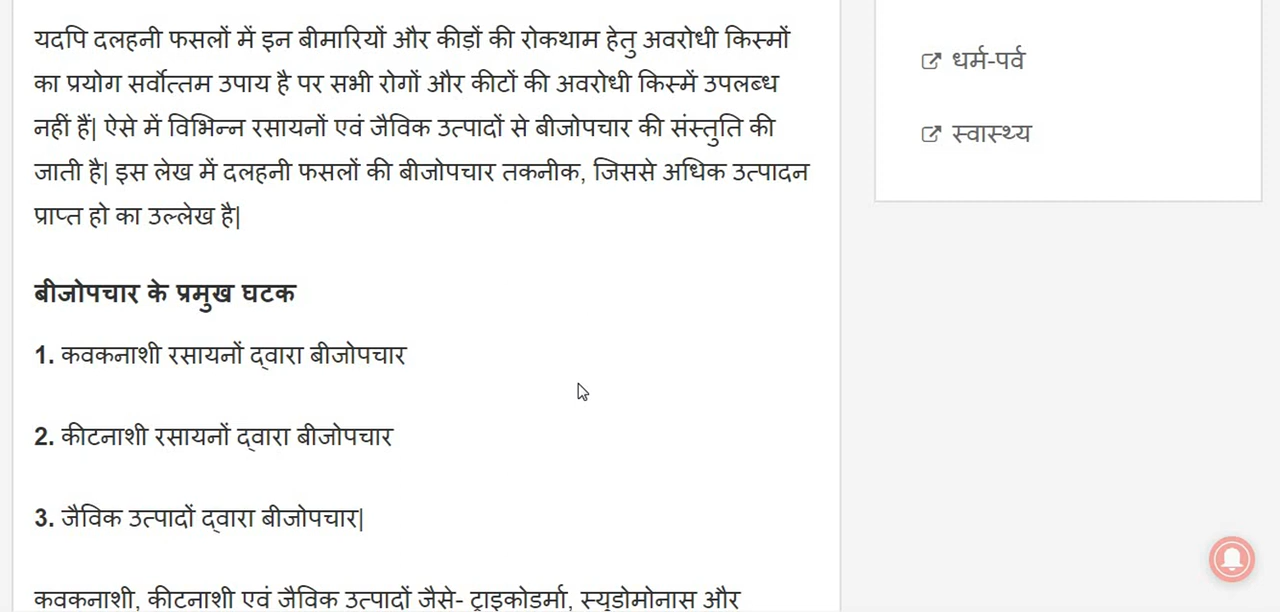 यदपि दलहनी फसलों में इन बीमारियों और कीड़ों की रोकथाम हेतु अवरोधी किस्मों
का प्रयोग सर्वोत्तम उपाय है पर सभी रोगों और कीटों की अवरोधी किस्में उपलब्ध
नहीं हैं| ऐसे में विभिन्न रसायनों एवं जैविक उत्पादों से बीजोपचार की संस्तुति की
जाती है| इस लेख में दलहनी फसलों की बीजोपचार तकनीक, जिससे अधिक उत्पादन
प्राप्त हो का उल्लेख है|
बीजोपचार के प्रमुख घटक
1. कवकनाशी रसायनों द्वारा बीजोपचार
2. कीटनाशी रसायनों द्वारा बीजोपचार
3. जैविक उत्पादों द्वारा बीजोपचार|
कवकनाशी, कीटनाशी एवं जैविक उत्पादों जैसे- ट्राइकोडर्मा, स्यूडोमोनास और
धर्म-पर्व
स्वास्थ्य